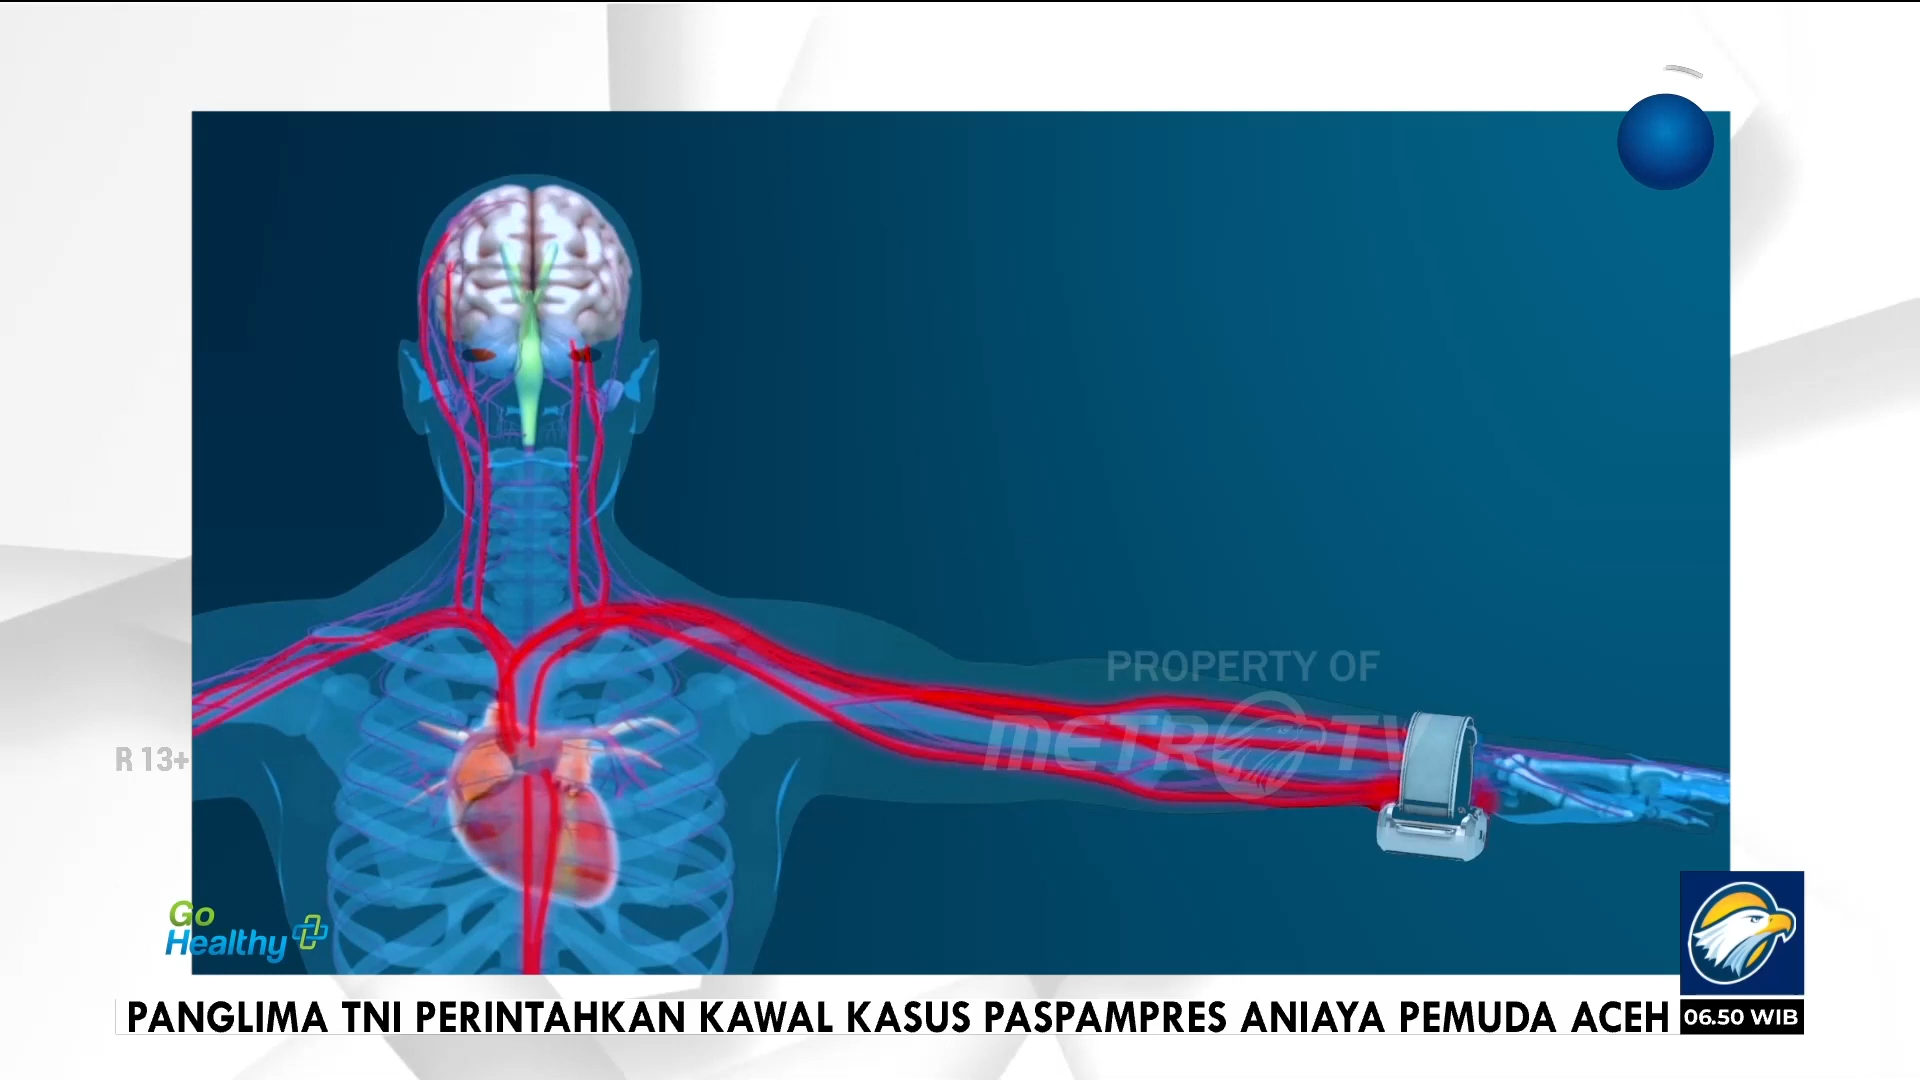 PROPERTY OF
METRO TV
R 13+
Go
Healthy
PANGLIMA TNI PERINTAHKAN KAWAL KASUS PASPAMPRES ANIAYA PEMUDA ACEH
06.50 WIB